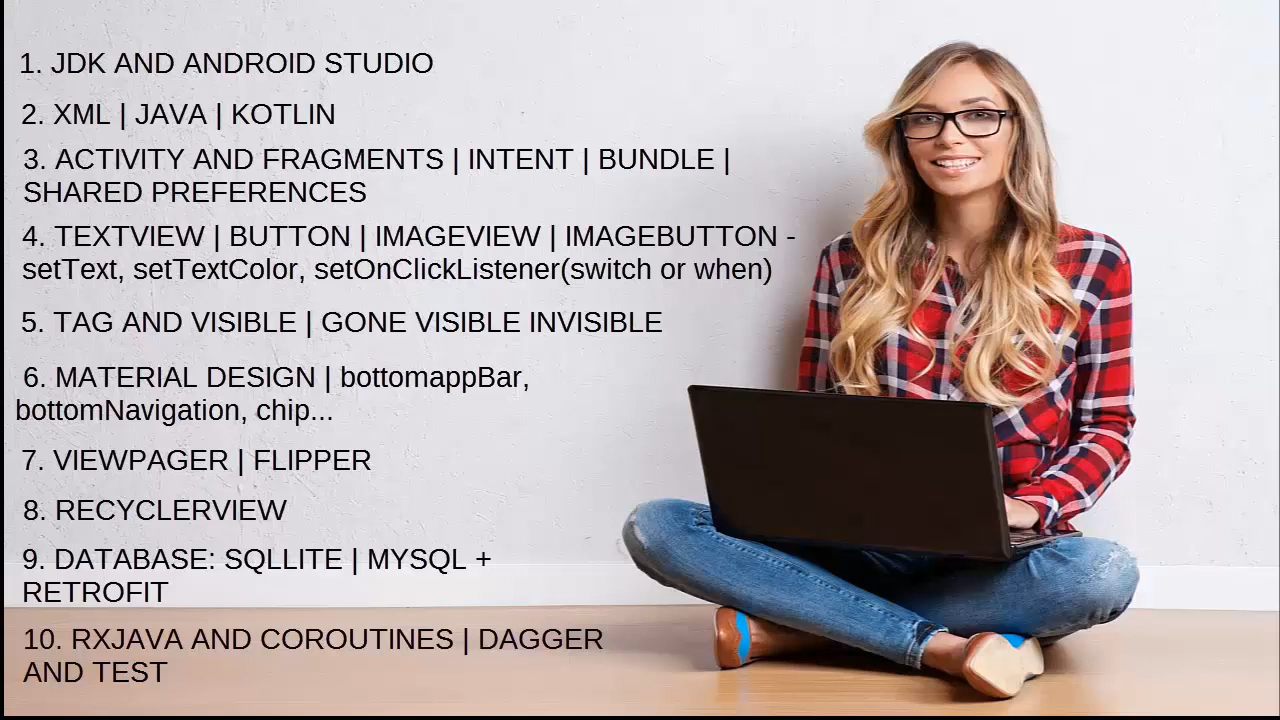 1. JDK AND ANDROID STUDIO
2. XML | JAVA | KOTLIN
3. ACTIVITY AND FRAGMENTS | INTENT | BUNDLE |
SHARED PREFERENCES
4. TEXTVIEW | BUTTON | IMAGEVIEW | IMAGEBUTTON -
setText, setTextColor, setOnClickListener(switch or when)
5. TAG AND VISIBLE | GONE VISIBLE INVISIBLE
6. MATERIAL DESIGN | bottomappBar,
bottomNavigation, chip...
7. VIEWPAGER | FLIPPER
8. RECYCLERVIEW
9. DATABASE: SQLLITE | MYSQL +
RETROFIT
10. RXJAVA AND COROUTINES | DAGGER
AND TEST